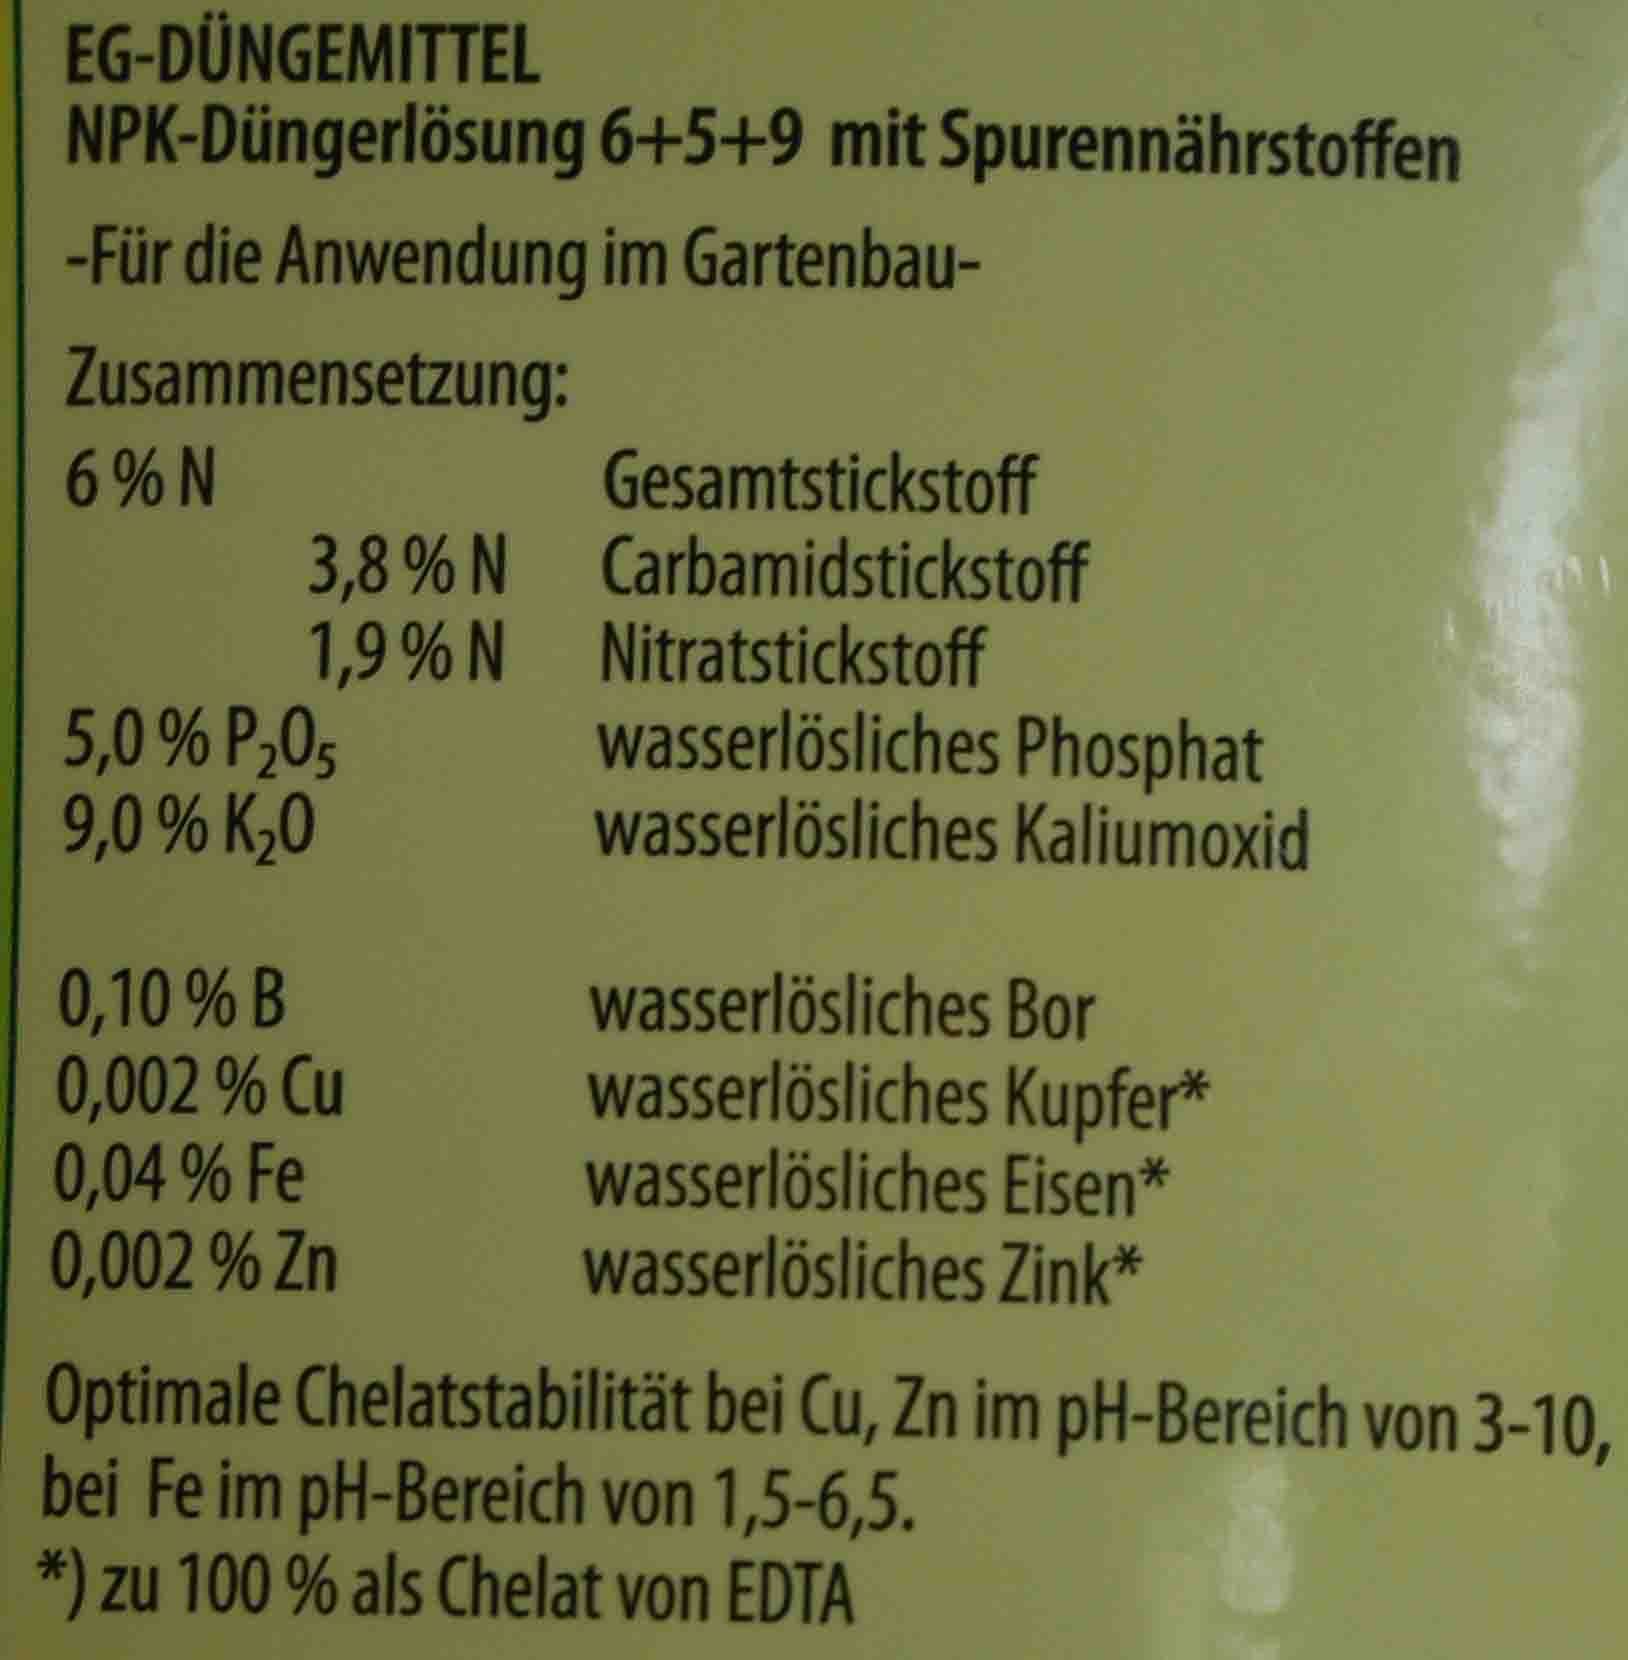 EG-DÜNGEMITTEL
NPK-Düngerlösung 6+5+9 mit Spurennährstoffen
-Für die Anwendung im Gartenbau-
Zusammensetzung:
6 % N Gesamtstickstoff
3,8 % N Carbamidstickstoff
1,9 % N Nitratstickstoff
5,0 % P₂O₅ wasserlösliches Phosphat
9,0 % K₂O wasserlösliches Kaliumoxid
0,10 % B wasserlösliches Bor
0,002 % Cu wasserlösliches Kupfer*
0,04 % Fe wasserlösliches Eisen*
0,002 % Zn wasserlösliches Zink*
Optimale Chelatstabilität bei Cu, Zn im pH-Bereich von 3-10,
bei Fe im pH-Bereich von 1,5-6,5.
*) zu 100 % als Chelat von EDTA